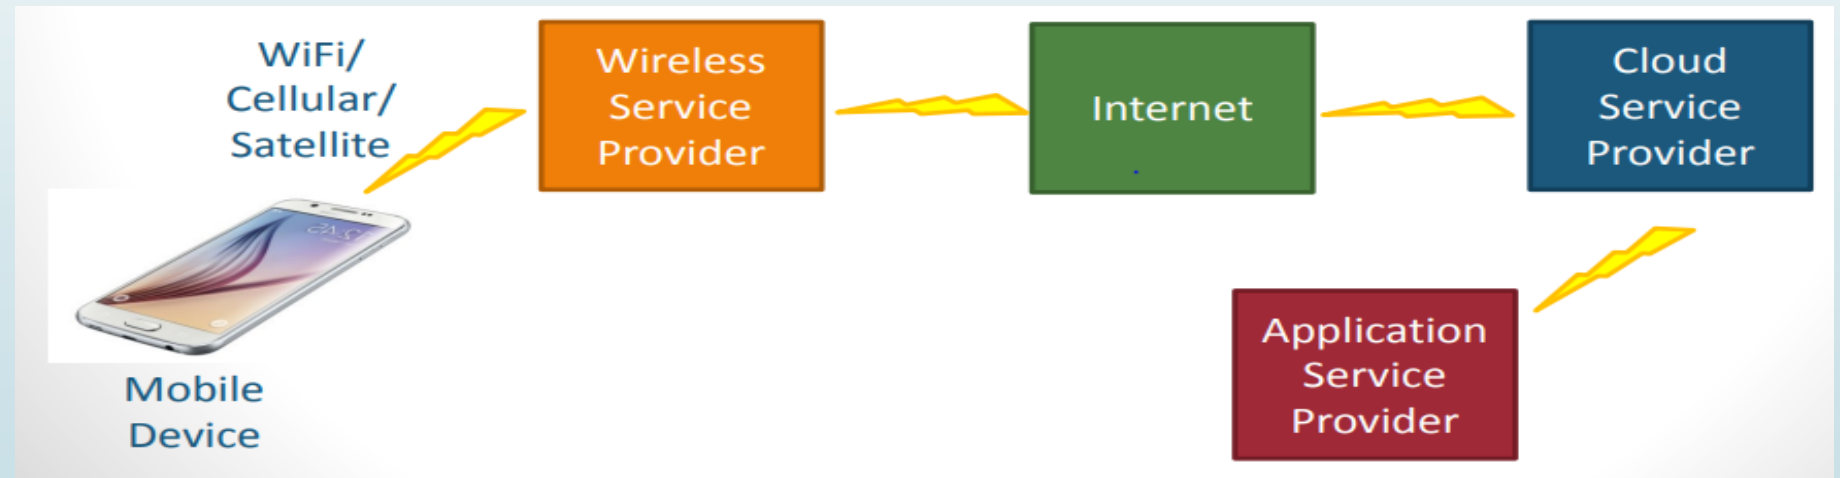 WiFi/
Cellular/
Satellite
Wireless
Service
Provider
Internet
Cloud
Service
Provider
Application
Service
Provider
Mobile
Device